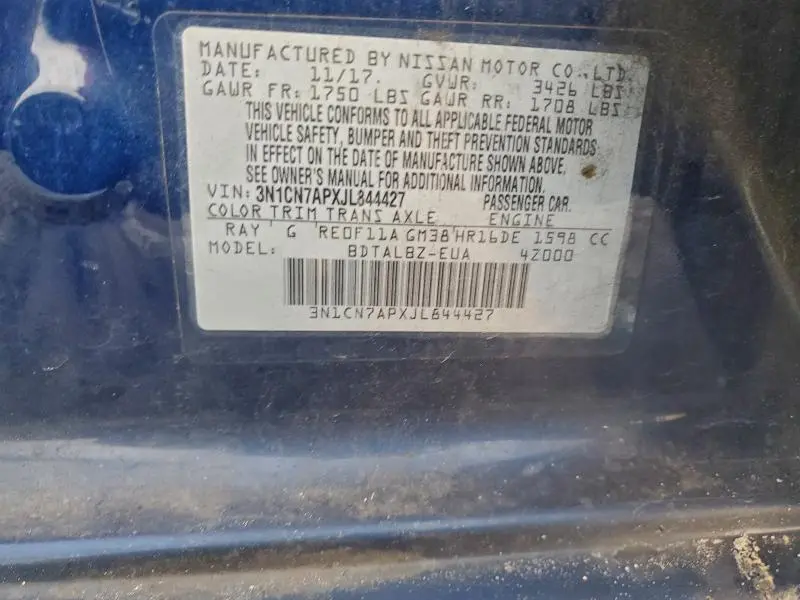 MANUFACTURED BY NISSAN MOTOR CO., LTD.
DATE: 11/17. GVWR: 3426 LBS
GAWR FR: 1750 LBS GAWR RR: 1708 LBS
THIS VEHICLE CONFORMS TO ALL APPLICABLE FEDERAL MOTOR
VEHICLE SAFETY, BUMPER AND THEFT PREVENTION STANDARDS
IN EFFECT ON THE DATE OF MANUFACTURE SHOWN ABOVE.
SEE OWNER'S MANUAL FOR ADDITIONAL INFORMATION.
VIN: 3N1CN7APXJL844427 PASSENGER CAR.
COLOR TRIM TRANS AXLE ENGINE
RAY G RE0F11A GM38 HR16DE 1598 CC
MODEL: BDTALBZ-EUA 4Z000
3N1CN7APXJL844427